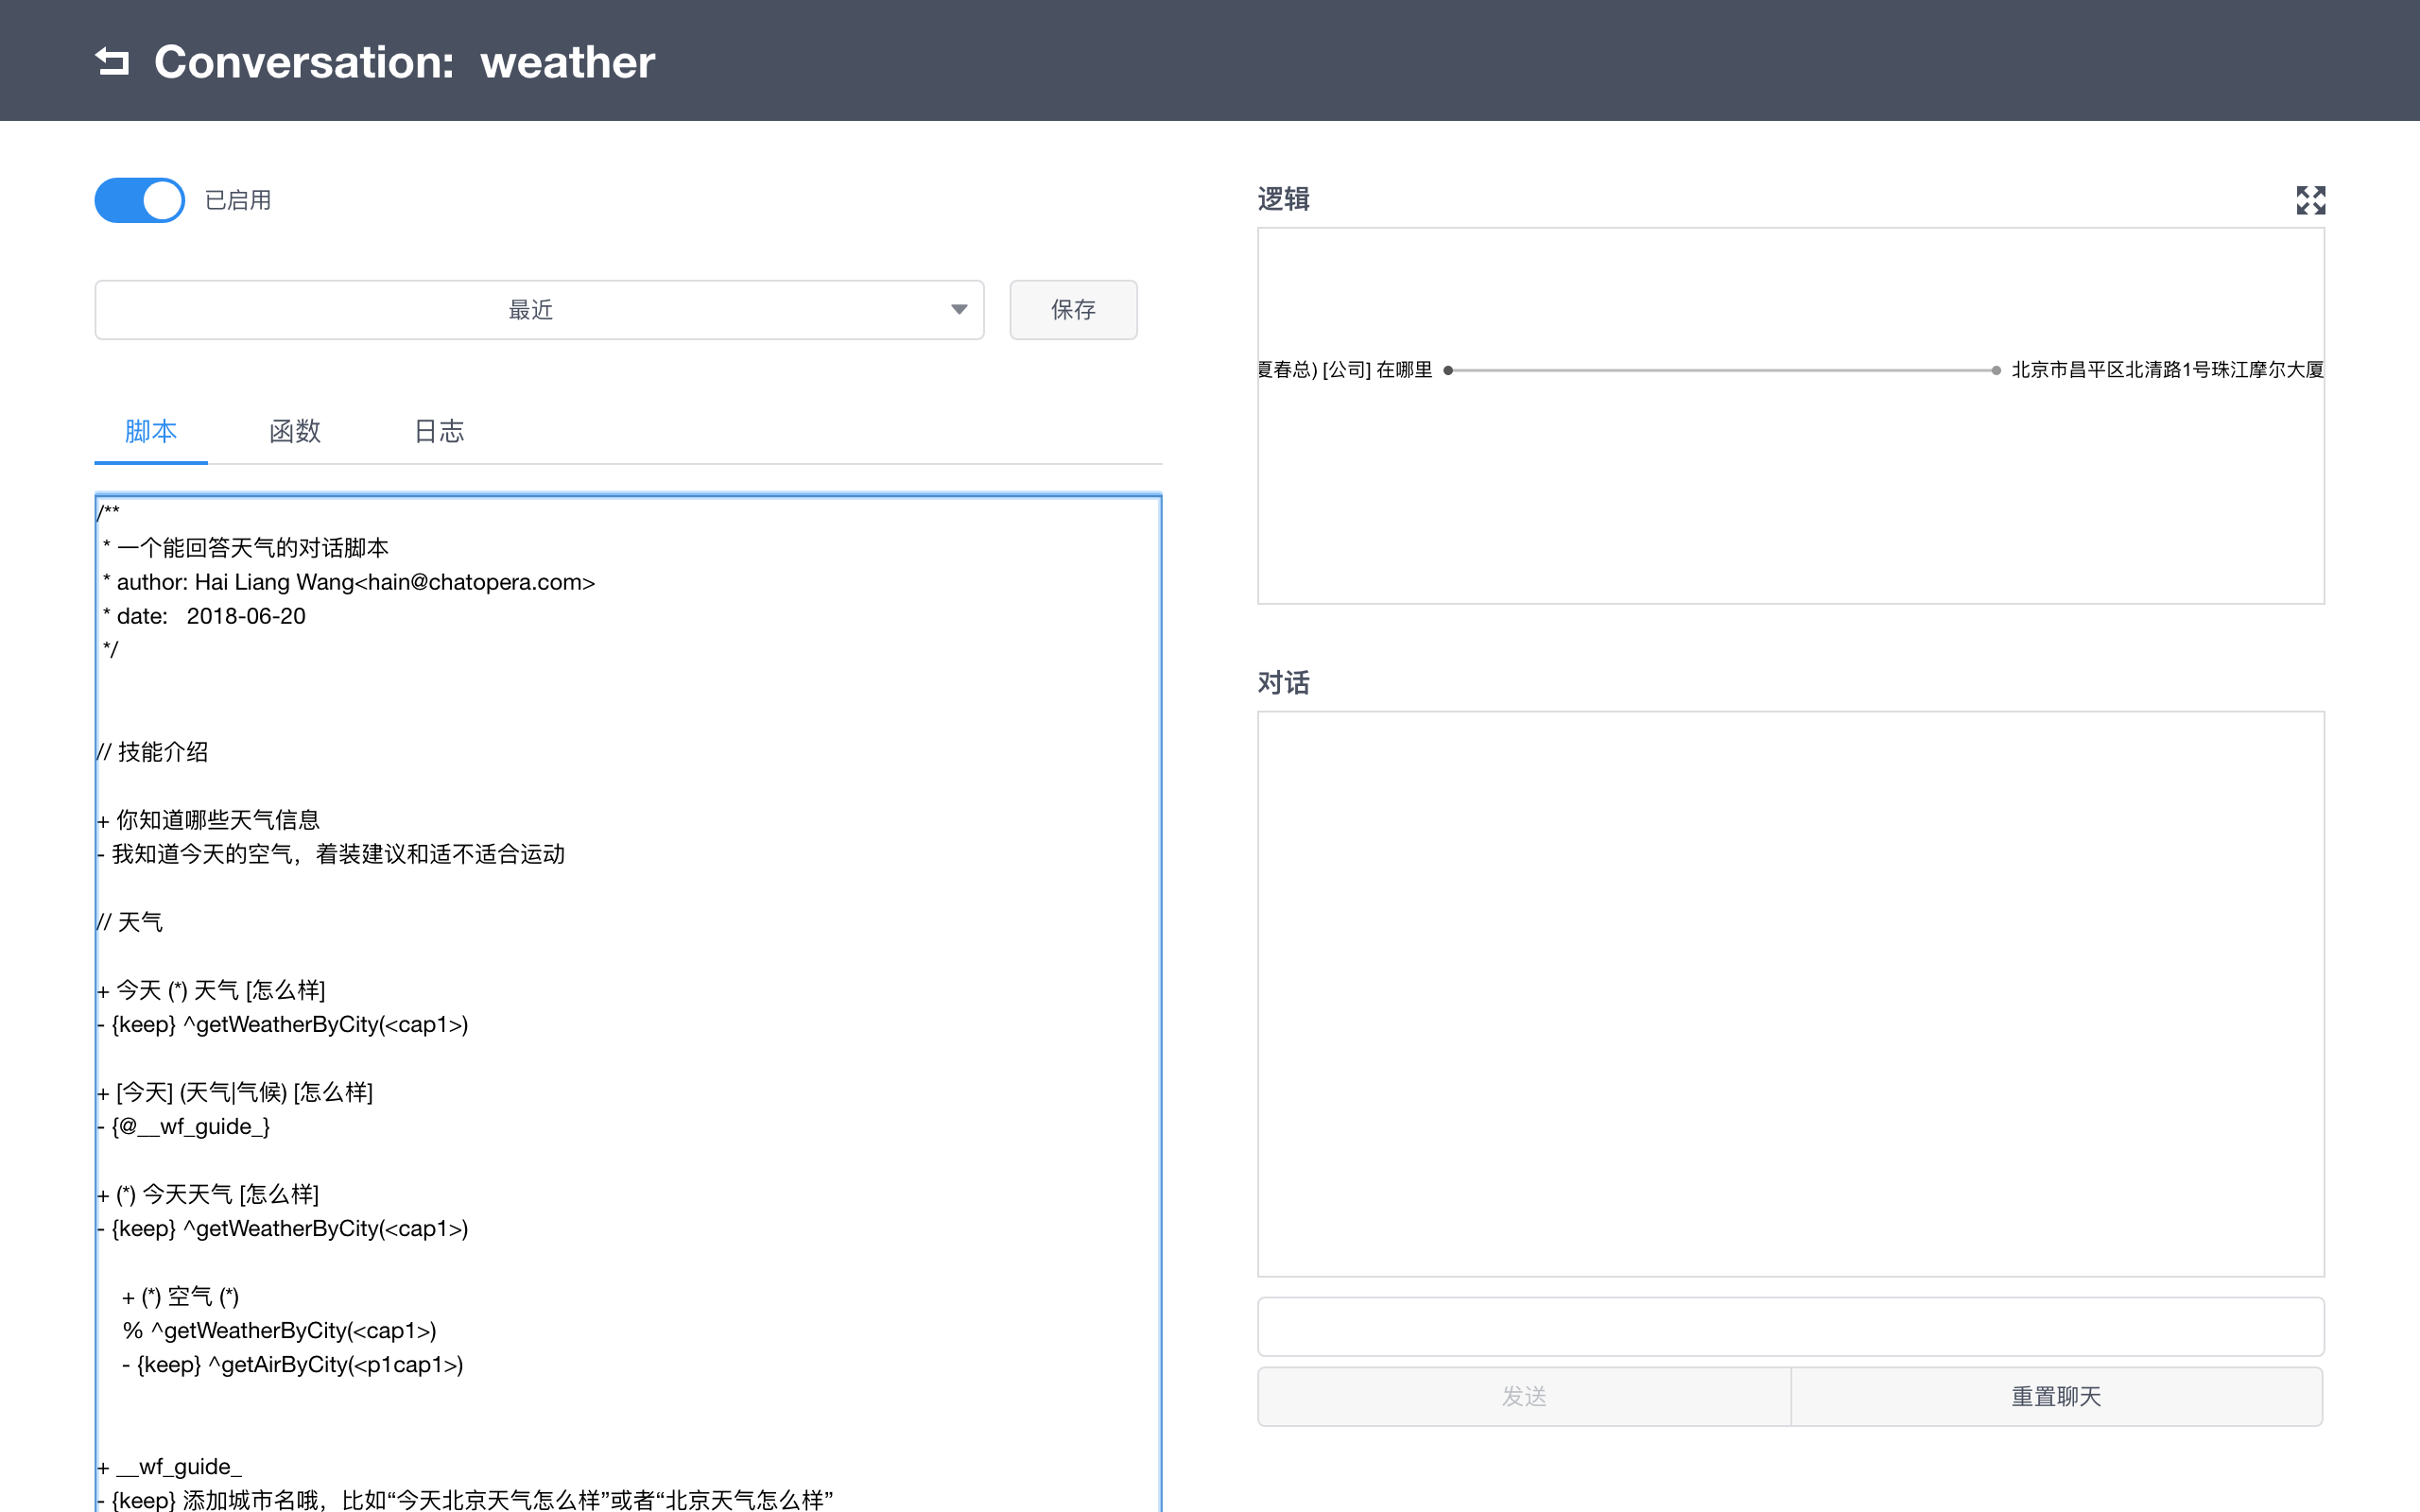 Conversation: weather
已启用
最近
保存
脚本
函数
日志
/**
* 一个能回答天气的对话脚本
* author: Hai Liang Wang<hain@chatopera.com>
* date: 2018-06-20
*/
// 技能介绍
+ 你知道哪些天气信息
- 我知道今天的空气，着装建议和适不适合运动
// 天气
+ 今天 (*) 天气 [怎么样]
- {keep} ^getWeatherByCity(<cap1>)
+ [今天] (天气|气候) [怎么样]
- {@__wf_guide_}
+ (*) 今天天气 [怎么样]
- {keep} ^getWeatherByCity(<cap1>)
+ (*) 空气 (*)
% ^getWeatherByCity(<cap1>)
- {keep} ^getAirByCity(<p1cap1>)
+ __wf_guide_
- {keep} 添加城市名哦，比如“今天北京天气怎么样”或者“北京天气怎么样”
逻辑
夏春总) [公司] 在哪里
北京市昌平区北清路1号珠江摩尔大厦
对话
发送
重置聊天